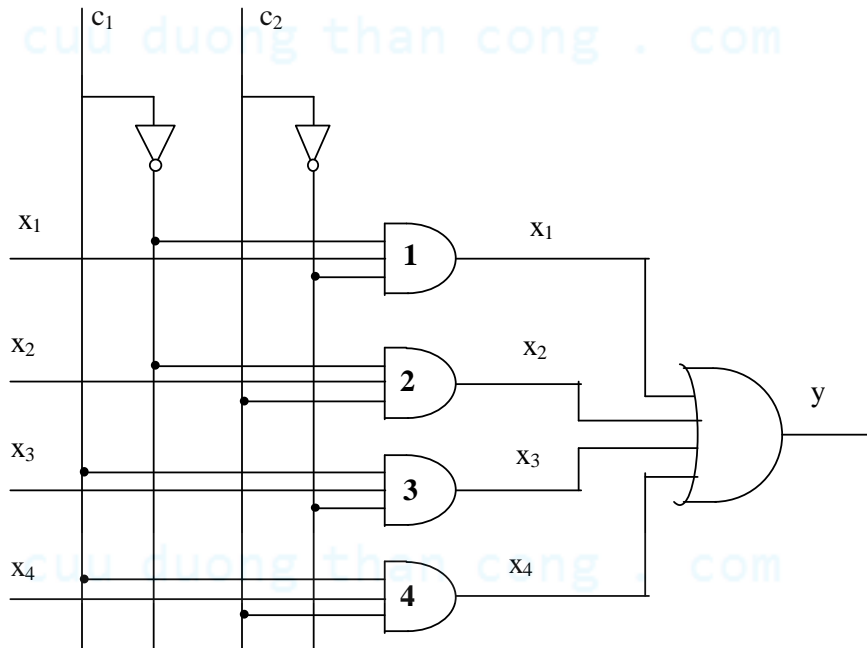 c₁ c₂
cuu duong than cong . com
x₁ x₁
1
x₂ x₂
2
y
x₃ x₃
3
cuu duong than cong . com
x₄ x₄
4